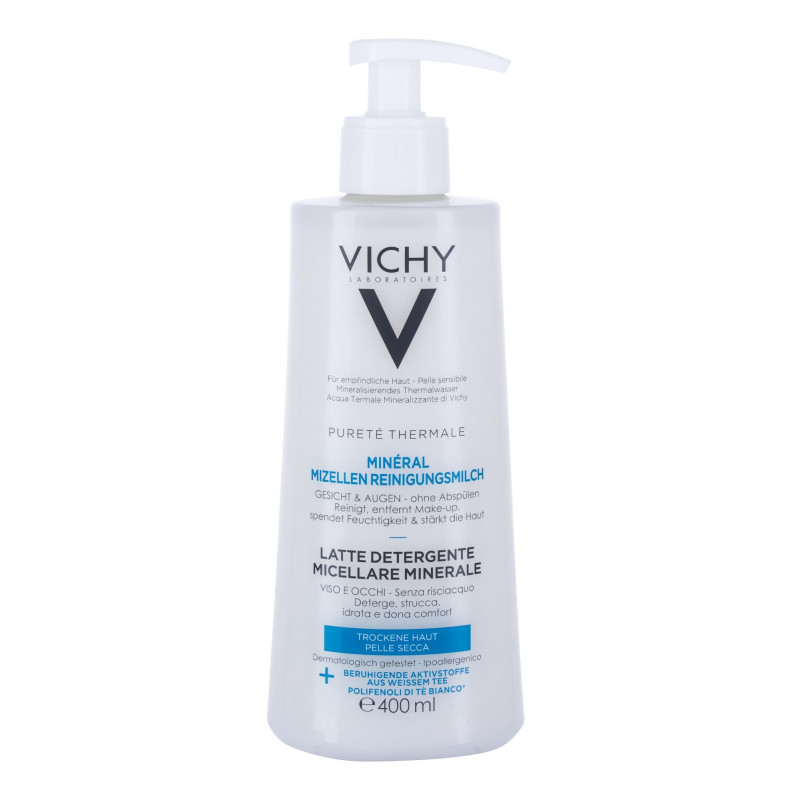 VICHY
LABORATOIRES
V
Für empfindliche Haut - Pelle sensibile
Mineralisierendes Thermalwasser
Acqua Termale Mineralizzante di Vichy
PURETÉ THERMALE
MINÉRAL
MIZELLEN REINIGUNGSMILCH
GESICHT & AUGEN - ohne Abspülen
Reinigt, entfernt Make-up,
spendet Feuchtigkeit & stärkt die Haut
LATTE DETERGENTE
MICELLARE MINERALE
VISO E OCCHI - Senza risciacquo
Deterge, strucca,
idrata e dona comfort
TROCKENE HAUT
PELLE SECCA
Dermatologisch getestet - Ipoallergenico
+ BERUHIGENDE AKTIVSTOFFE
AUS WEISSEM TEE
POLIFENOLI DI TÈ BIANCO*
℮400 ml